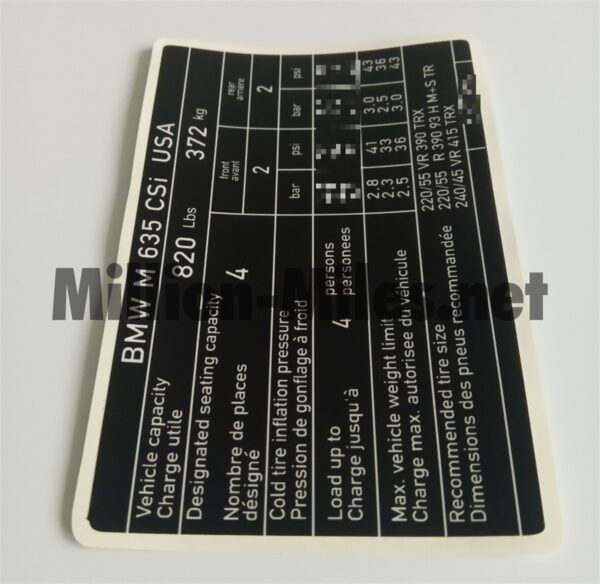 BMW M 635 CSi USA
Vehicle capacity
Charge utile
820 Lbs 372 kg
Designated seating capacity
Nombre de places
désigné
4
front
avant
2
rear
arrière
2
Cold tire inflation pressure
Pression de gonflage à froid
bar psi bar psi
Load up to
Charge jusqu'à
4 persons
personees
Max. vehicle weight limit
Charge max. autorisee du véhicule
2.8 41 3.0 43
2.3 33 2.5 36
2.5 36 3.0 43
Recommended tire size
Dimensions des pneus recommandée
220/55 VR 390 TRX
220/55 R 390 93 H M+S TR
240/45 VR 415 TRX
Million-Miles.net